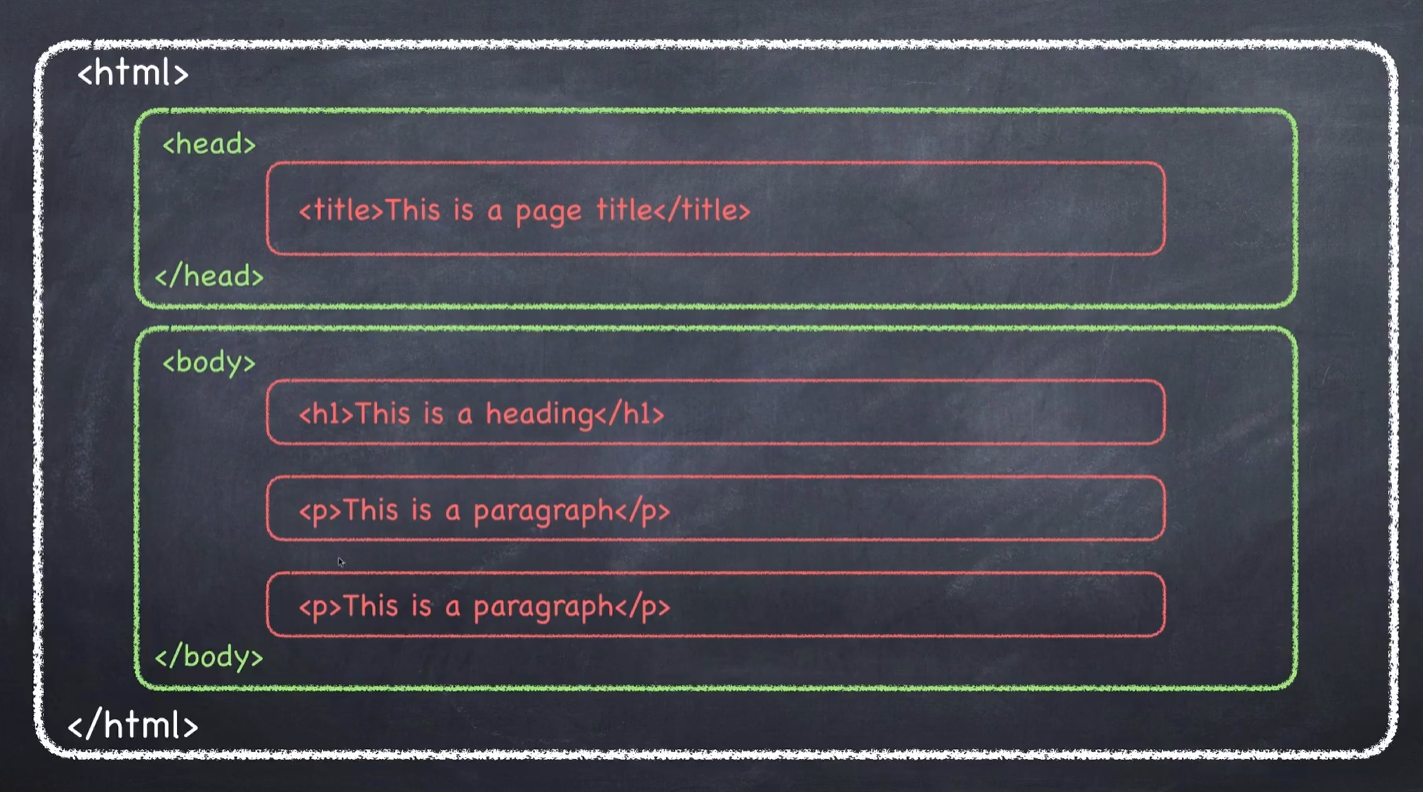 <html>
<head>
<title>This is a page title</title>
</head>
<body>
<h1>This is a heading</h1>
<p>This is a paragraph</p>
<p>This is a paragraph</p>
</body>
</html>